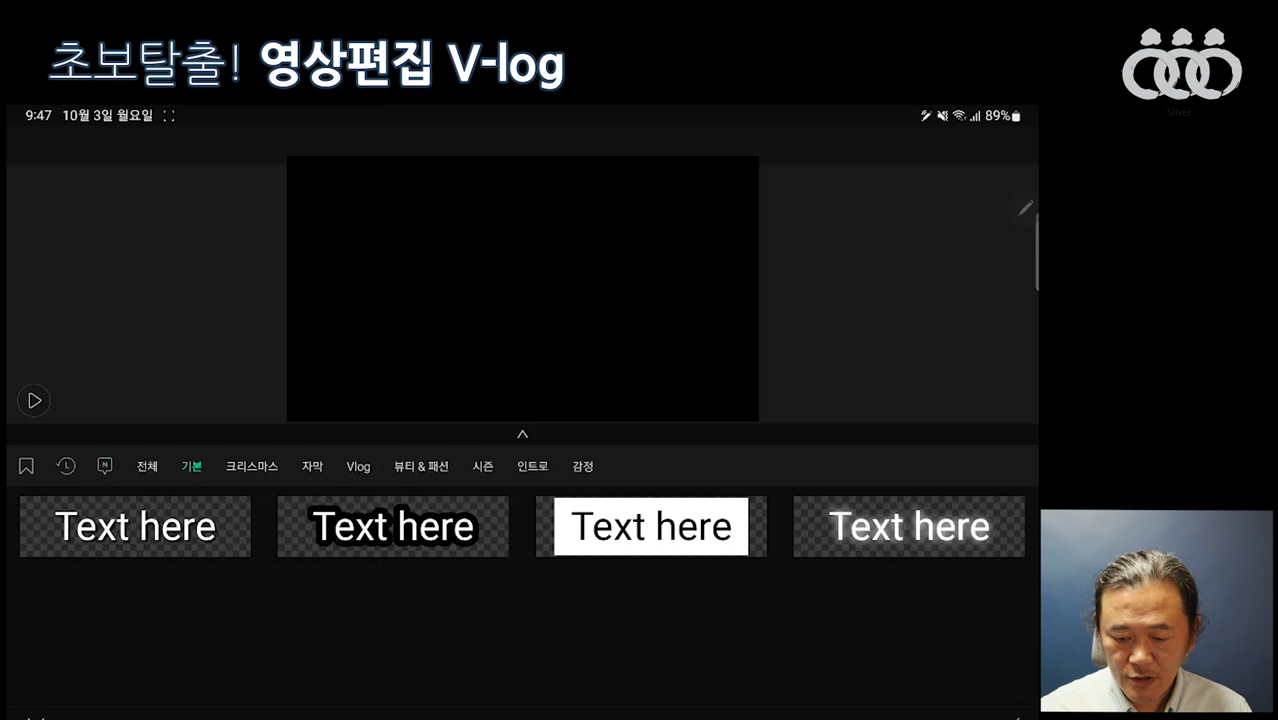 초보탈출! 영상편집 V-log
Silver
9:47 10월 3일 월요일 89%
N 전체 기본 크리스마스 자막 Vlog 뷰티 & 패션 시즌 인트로 감정
Text here Text here Text here Text here